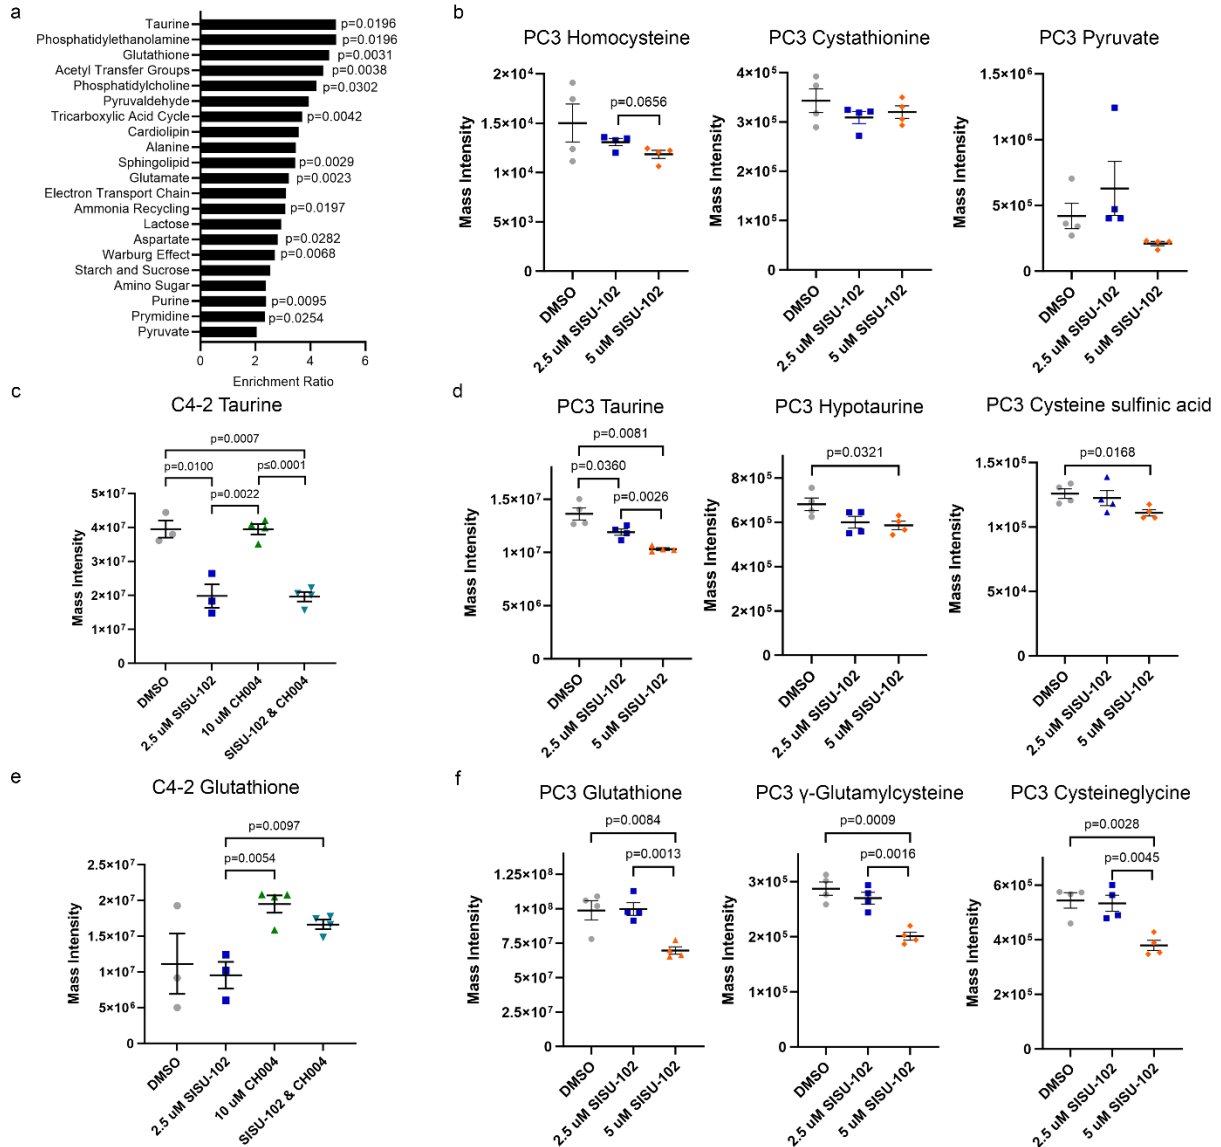 a
Taurine
p=0.0196
Phosphatidylethanolamine
p=0.0196
Glutathione
p=0.0031
Acetyl Transfer Groups
p=0.0038
Phosphatidylcholine
p=0.0302
Pyruvaldehyde
Tricarboxylic Acid Cycle
p=0.0042
Cardiolipin
Alanine
Sphingolipid
p=0.0029
Glutamate
p=0.0023
Electron Transport Chain
Ammonia Recycling
p=0.0197
Lactose
Aspartate
p=0.0282
Warburg Effect
p=0.0068
Starch and Sucrose
Amino Sugar
Purine
p=0.0095
Prymidine
p=0.0254
Pyruvate
0 2 4 6
Enrichment Ratio
b
PC3 Homocysteine
Mass Intensity
2×10⁴
1.5×10⁴
1×10⁴
5×10³
0
p=0.0656
DMSO
2.5 uM SISU-102
5 uM SISU-102
PC3 Cystathionine
Mass Intensity
4×10⁵
3×10⁵
2×10⁵
1×10⁵
0
DMSO
2.5 uM SISU-102
5 uM SISU-102
PC3 Pyruvate
Mass Intensity
1.5×10⁶
1×10⁶
5×10⁵
0
DMSO
2.5 uM SISU-102
5 uM SISU-102
c
C4-2 Taurine
Mass Intensity
5×10⁷
4×10⁷
3×10⁷
2×10⁷
1×10⁷
0
p=0.0007
p=0.0100
p≤0.0001
p=0.0022
DMSO
2.5 uM SISU-102
10 uM CH004
SISU-102 & CH004
d
PC3 Taurine
Mass Intensity
1.5×10⁷
1×10⁷
5×10⁶
0
p=0.0081
p=0.0360
p=0.0026
DMSO
2.5 uM SISU-102
5 uM SISU-102
PC3 Hypotaurine
Mass Intensity
8×10⁵
6×10⁵
4×10⁵
2×10⁵
0
p=0.0321
DMSO
2.5 uM SISU-102
5 uM SISU-102
PC3 Cysteine sulfinic acid
Mass Intensity
1×10⁵
1×10⁵
5×10⁴
0
p=0.0168
DMSO
2.5 uM SISU-102
5 uM SISU-102
e
C4-2 Glutathione
Mass Intensity
2.5×10⁷
2×10⁷
1.5×10⁷
1×10⁷
5×10⁶
0
p=0.0097
p=0.0054
DMSO
2.5 uM SISU-102
10 uM CH004
SISU-102 & CH004
f
PC3 Glutathione
Mass Intensity
1.25×10⁸
1×10⁸
7.5×10⁷
5×10⁷
2.5×10⁷
0
p=0.0084
p=0.0013
DMSO
2.5 uM SISU-102
5 uM SISU-102
PC3 γ-Glutamylcysteine
Mass Intensity
3×10⁵
2×10⁵
1×10⁵
0
p=0.0009
p=0.0016
DMSO
2.5 uM SISU-102
5 uM SISU-102
PC3 Cysteineglycine
Mass Intensity
6×10⁵
4×10⁵
2×10⁵
0
p=0.0028
p=0.0045
DMSO
2.5 uM SISU-102
5 uM SISU-102